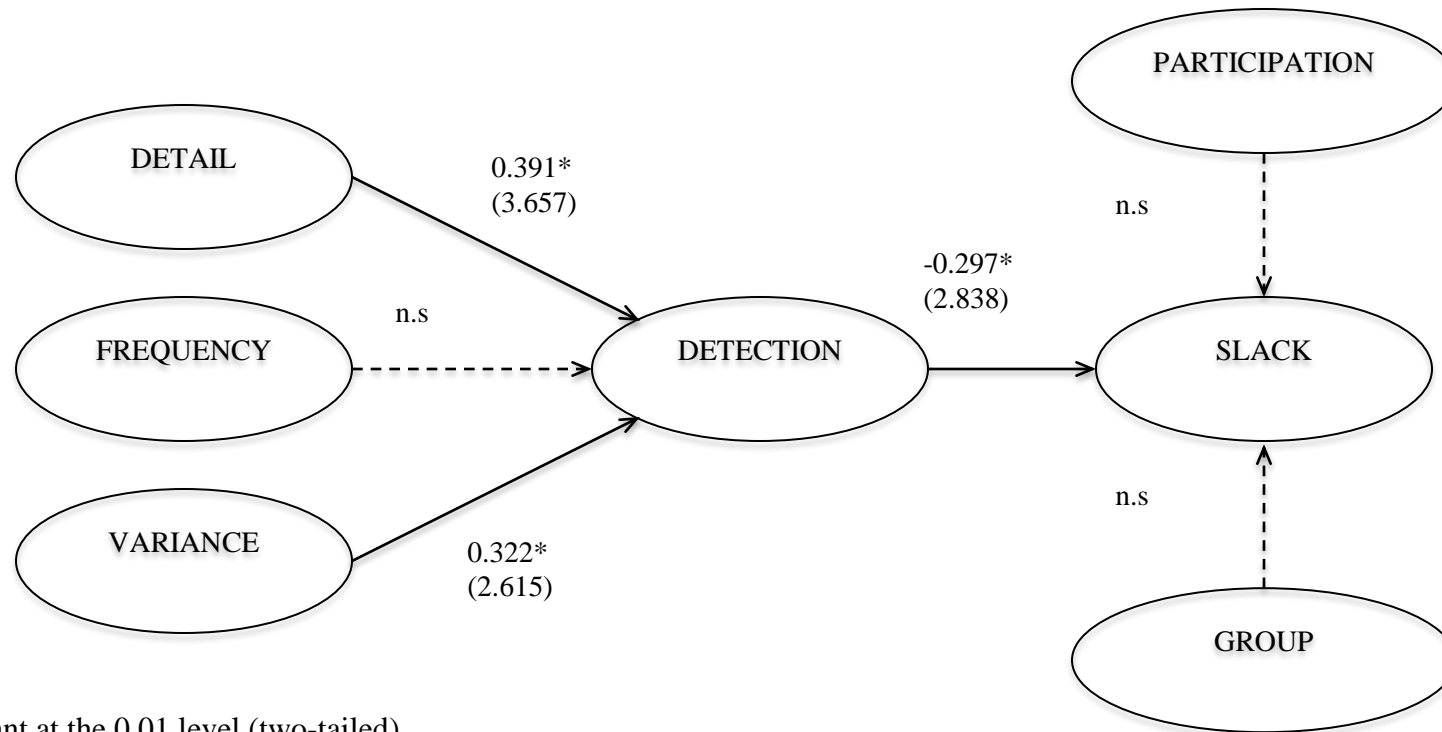 PARTICIPATION
DETAIL
0.391*
(3.657)
n.s
-0.297*
(2.838)
n.s
FREQUENCY
DETECTION
SLACK
n.s
VARIANCE
0.322*
(2.615)
GROUP
at the 0.01 level (two-tailed)